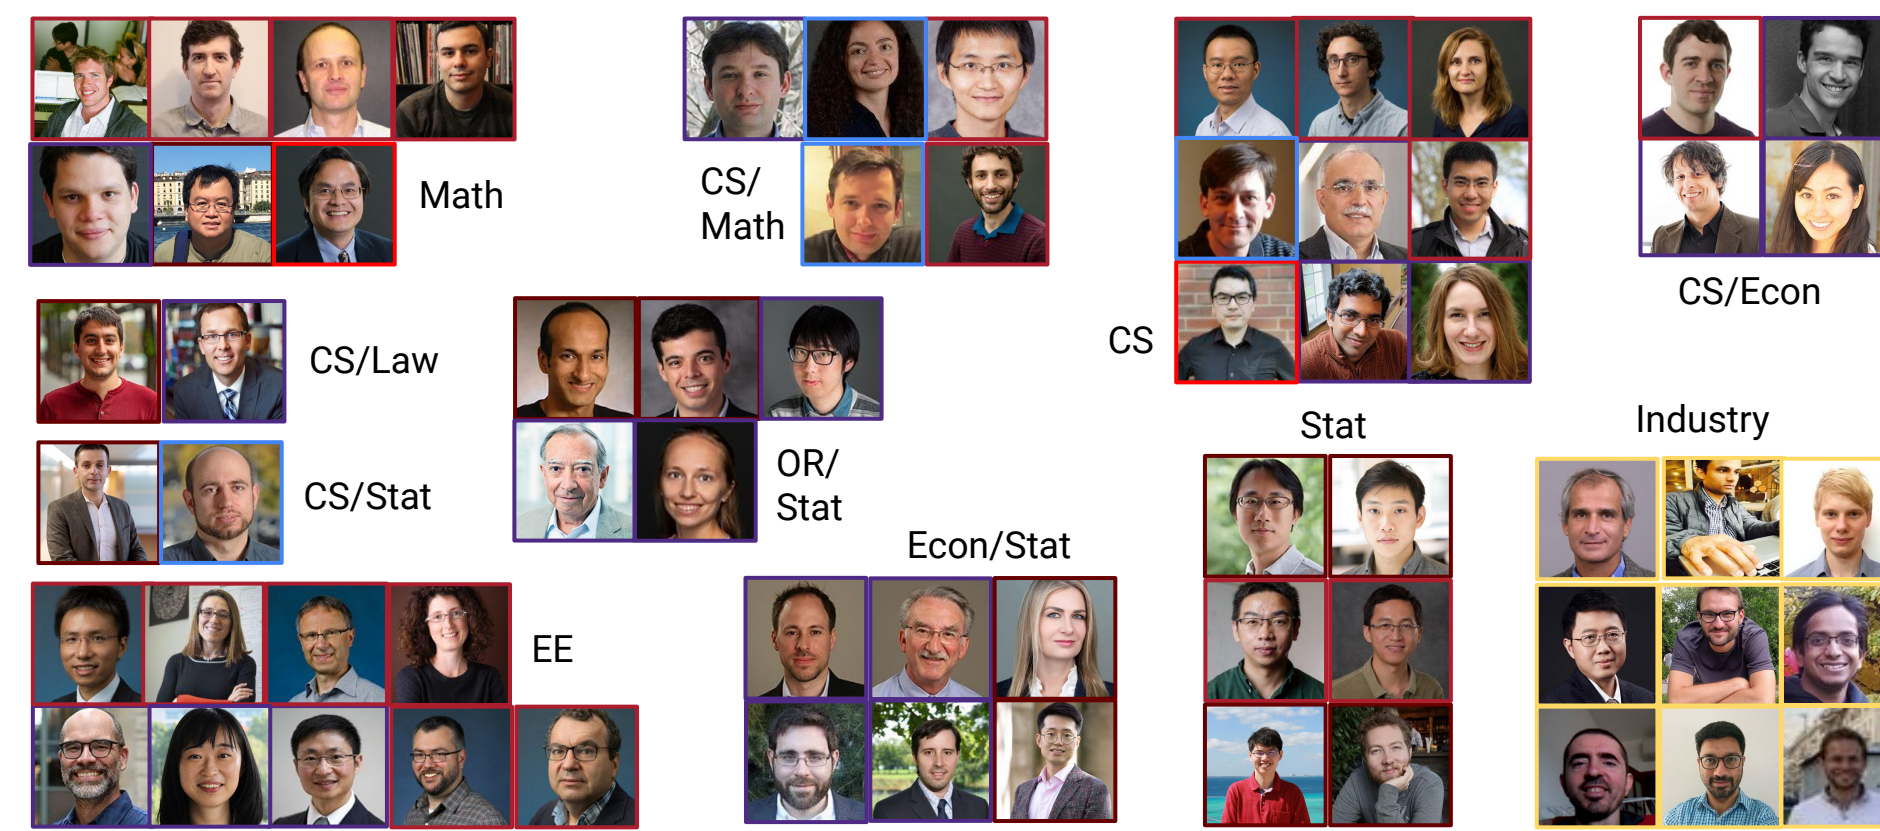 Math
CS/
Math
CS
CS/Econ
CS/Law
CS/Stat
OR/
Stat
Econ/Stat
Stat
Industry
EE